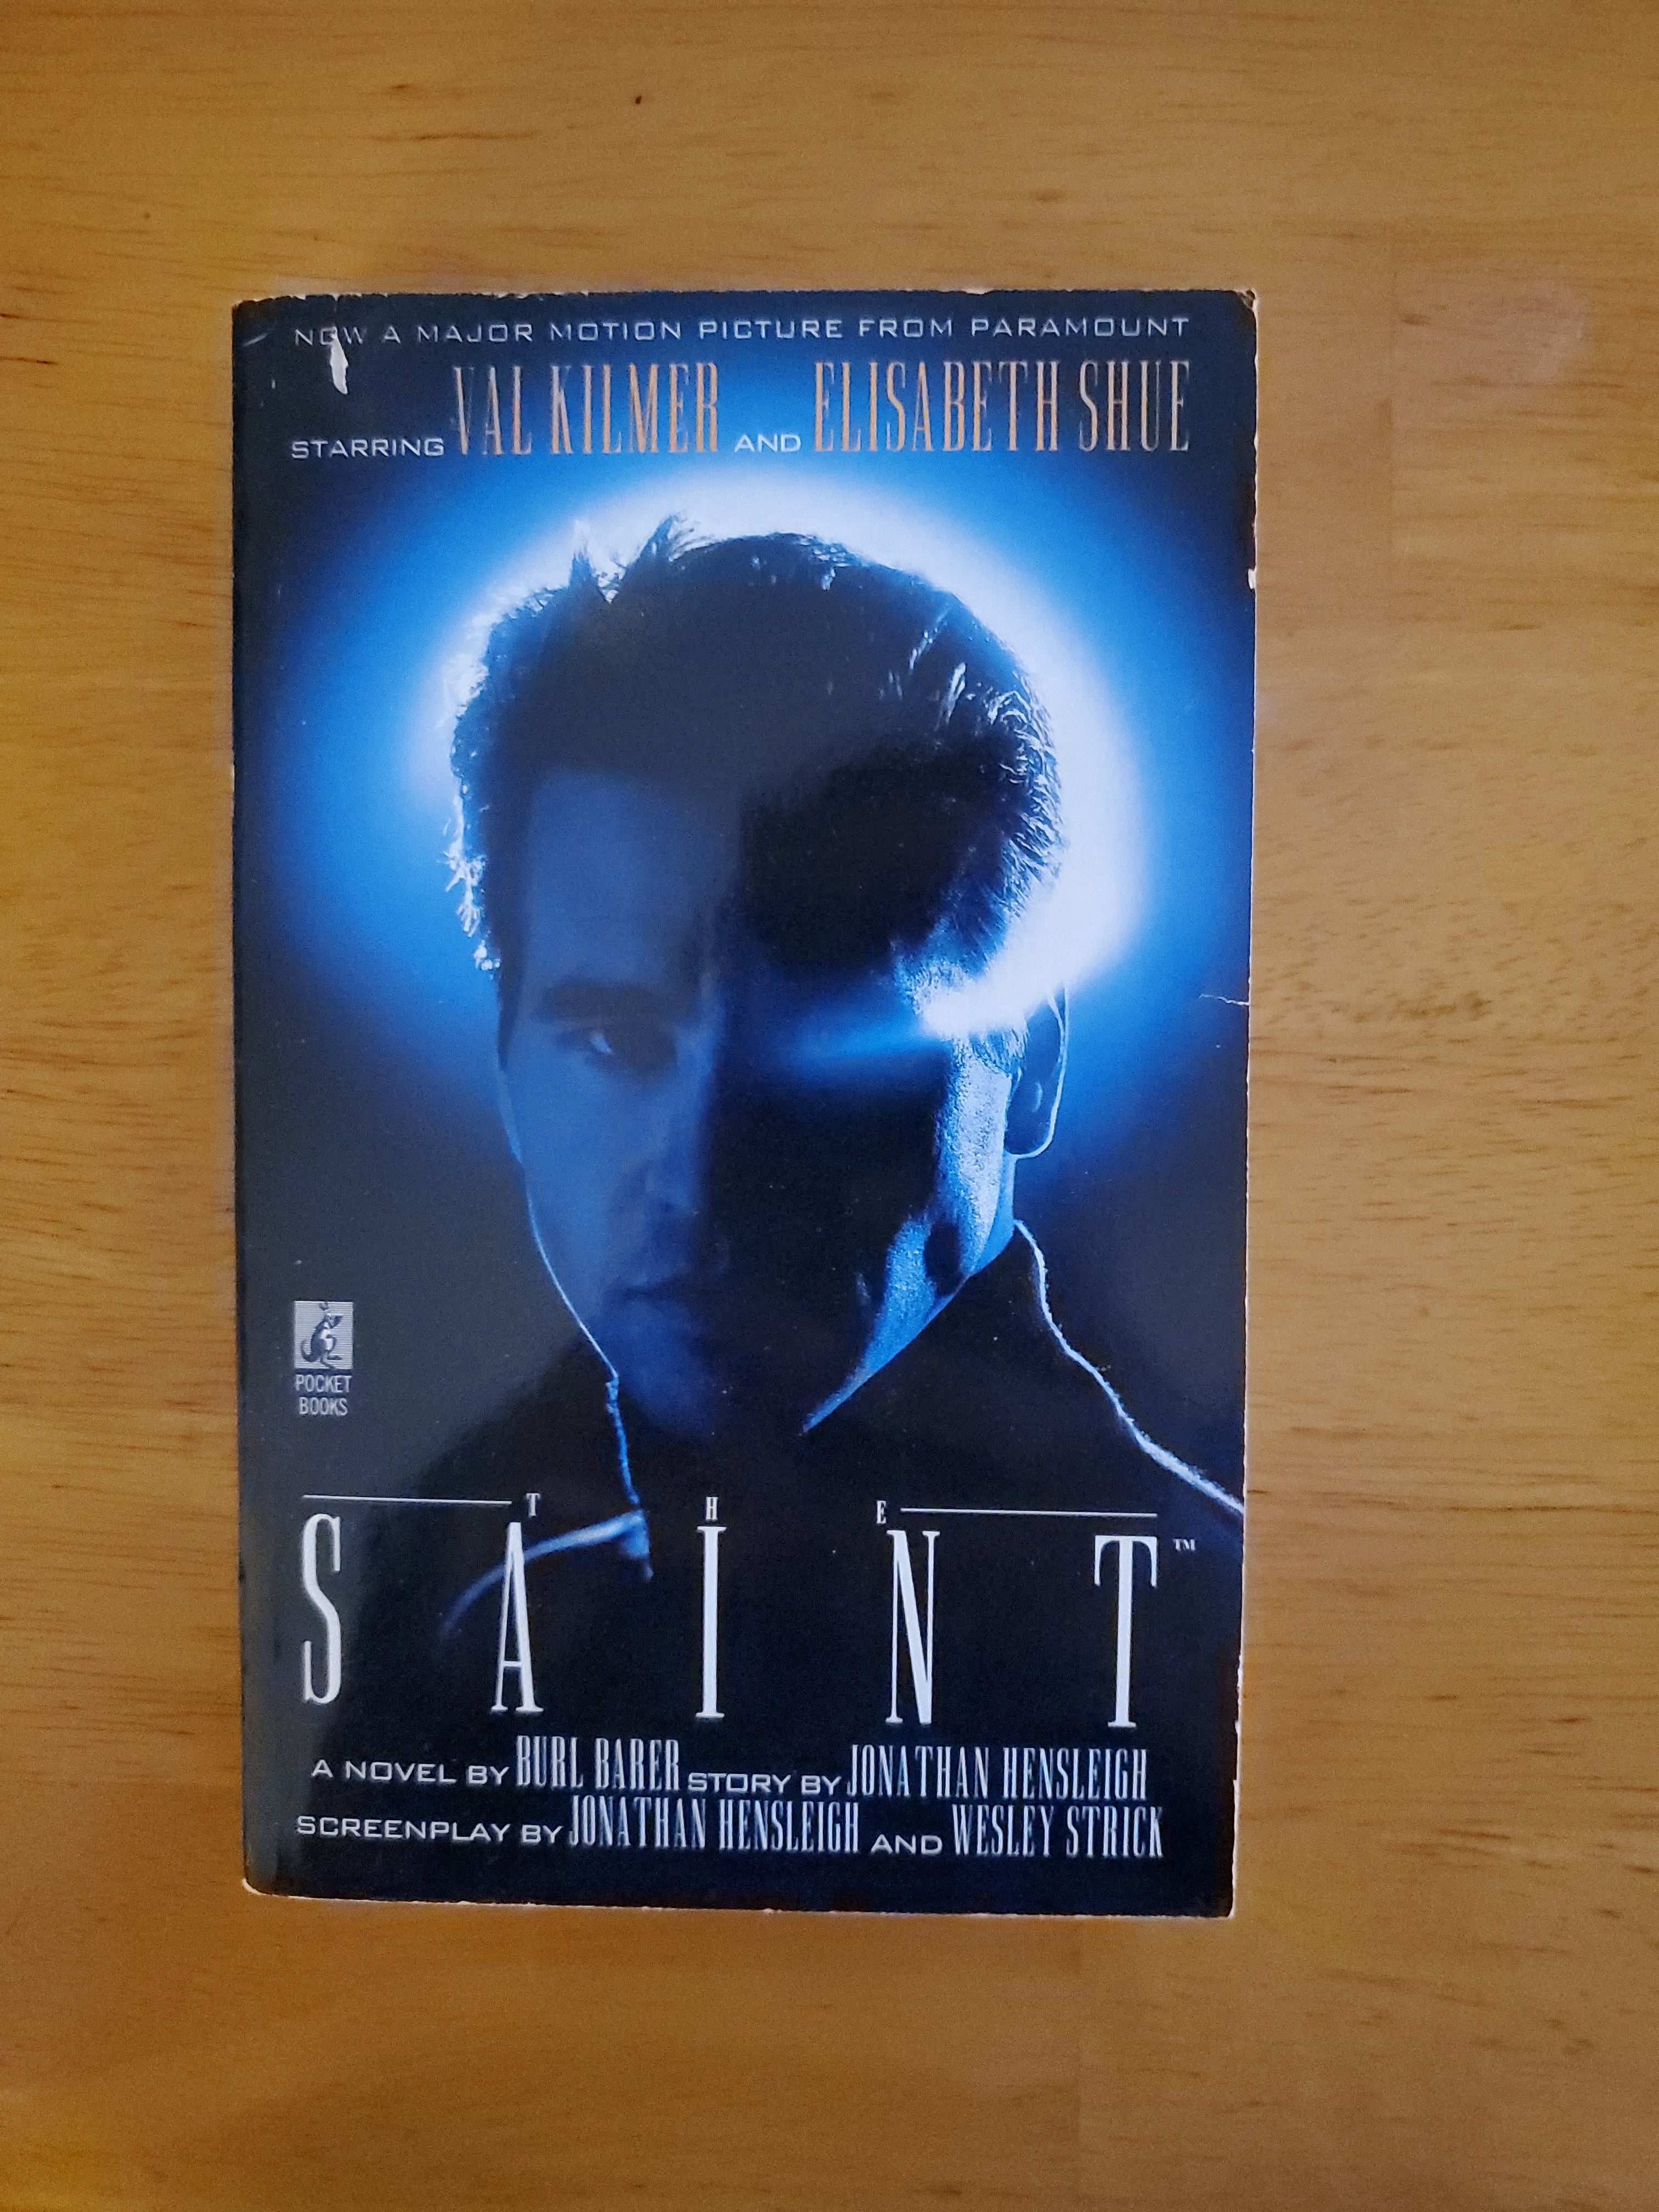 NOW A MAJOR MOTION PICTURE FROM PARAMOUNT
STARRING VAL KILMER AND ELISABETH SHUE
POCKET
BOOKS
THE
SAINT™
A NOVEL BY BURL BARER STORY BY JONATHAN HENSLEIGH
SCREENPLAY BY JONATHAN HENSLEIGH AND WESLEY STRICK